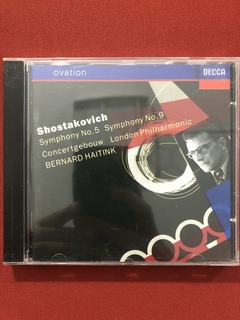 ovation
DECCA
Shostakovich
Symphony No.5 Symphony No.9
Concertgebouw London Philharmonic
BERNARD HAITINK